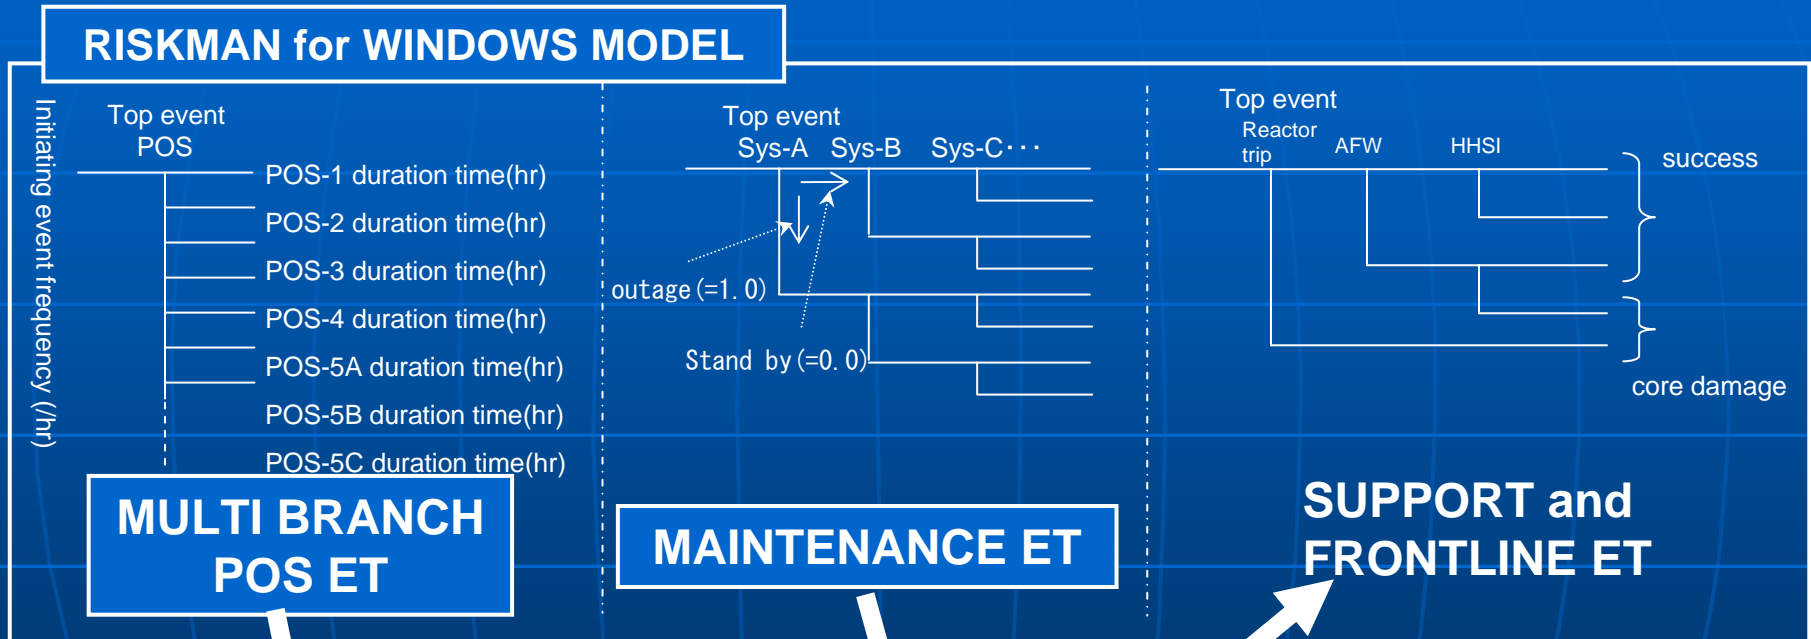 RISKMAN for WINDOWS MODEL
Initiating event frequency (/hr)
Top event
POS
POS-1 duration time(hr)
POS-2 duration time(hr)
POS-3 duration time(hr)
POS-4 duration time(hr)
POS-5A duration time(hr)
POS-5B duration time(hr)
POS-5C duration time(hr)
MULTI BRANCH
POS ET
Top event
Sys-A Sys-B Sys-C･･･
outage(=1.0)
Stand by(=0.0)
MAINTENANCE ET
Top event
Reactor
trip
AFW
HHSI
success
core damage
SUPPORT and
FRONTLINE ET